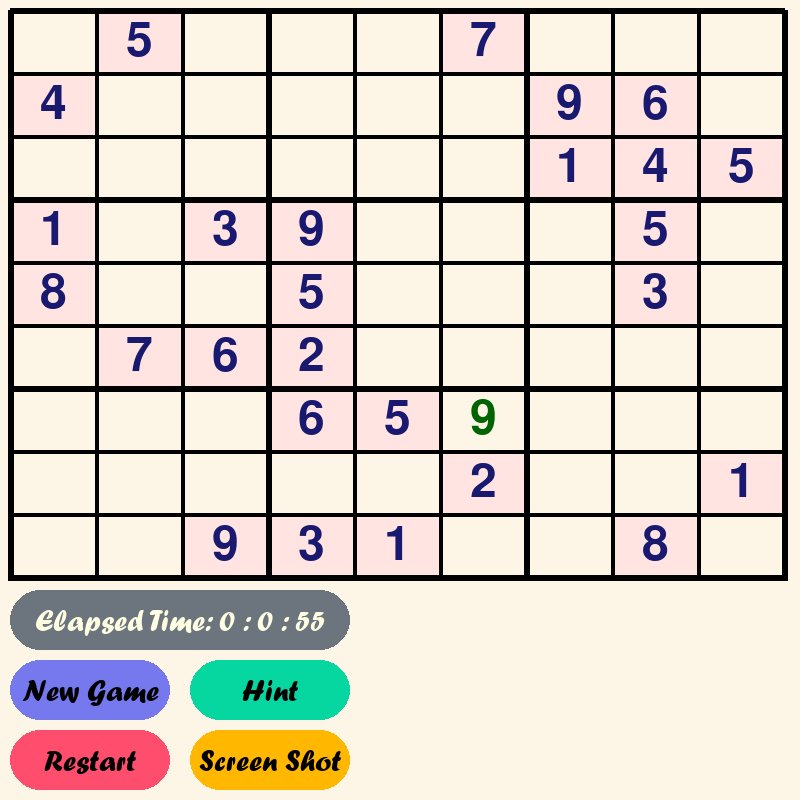 5 7
4 9 6
1 4 5
1 3 9 5
8 5 3
7 6 2
6 5 9
2 1
9 3 1 8
Elapsed Time: 0 : 0 : 55
New Game Hint
Restart Screen Shot